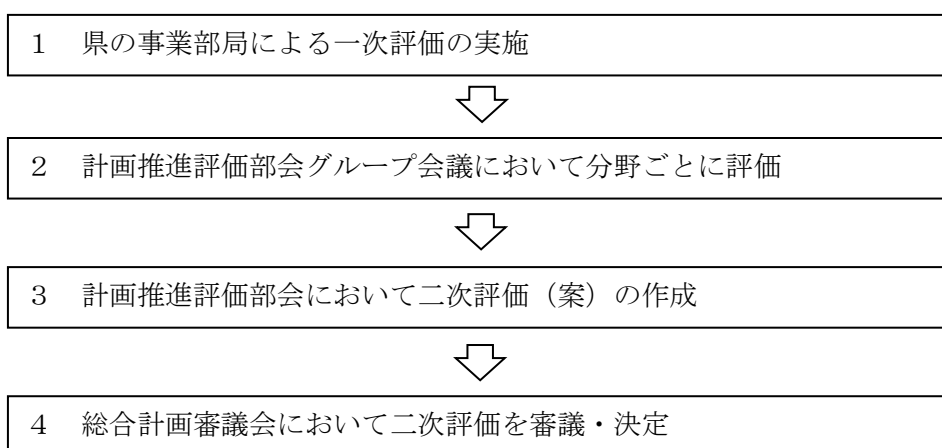 １　県の事業部局による一次評価の実施
２　計画推進評価部会グループ会議において分野ごとに評価
３　計画推進評価部会において二次評価（案）の作成
４　総合計画審議会において二次評価を審議・決定